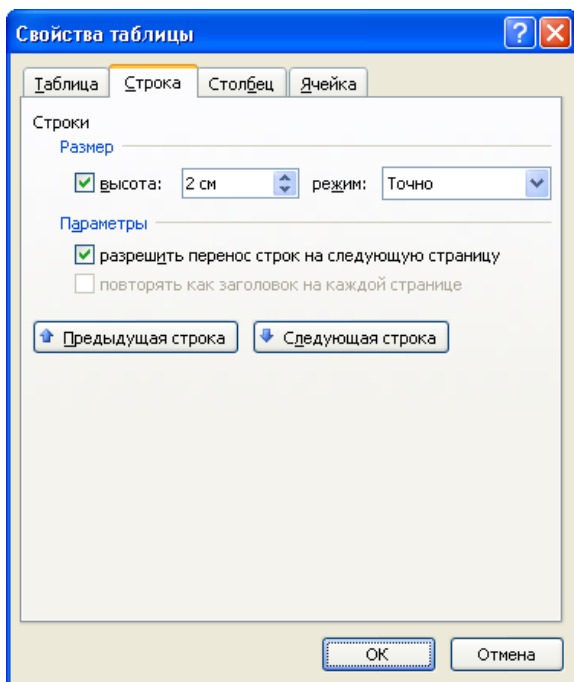 Свойства таблицы
Таблица Строка Столбец Ячейка
Строки
Размер
высота: 2 см режим: Точно
Параметры
разрешить перенос строк на следующую страницу
повторять как заголовок на каждой странице
Предыдущая строка Следующая строка
ОК Отмена